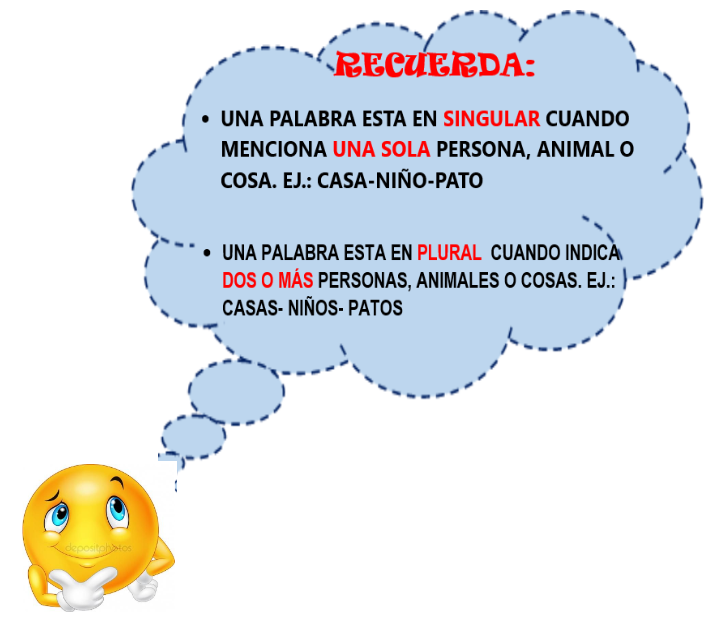 RECUERDA:
• UNA PALABRA ESTA EN SINGULAR CUANDO
MENCIONA UNA SOLA PERSONA, ANIMAL O
COSA. EJ.: CASA-NIÑO-PATO
• UNA PALABRA ESTA EN PLURAL CUANDO INDICA
DOS O MÁS PERSONAS, ANIMALES O COSAS. EJ.:
CASAS- NIÑOS- PATOS
depositphotos